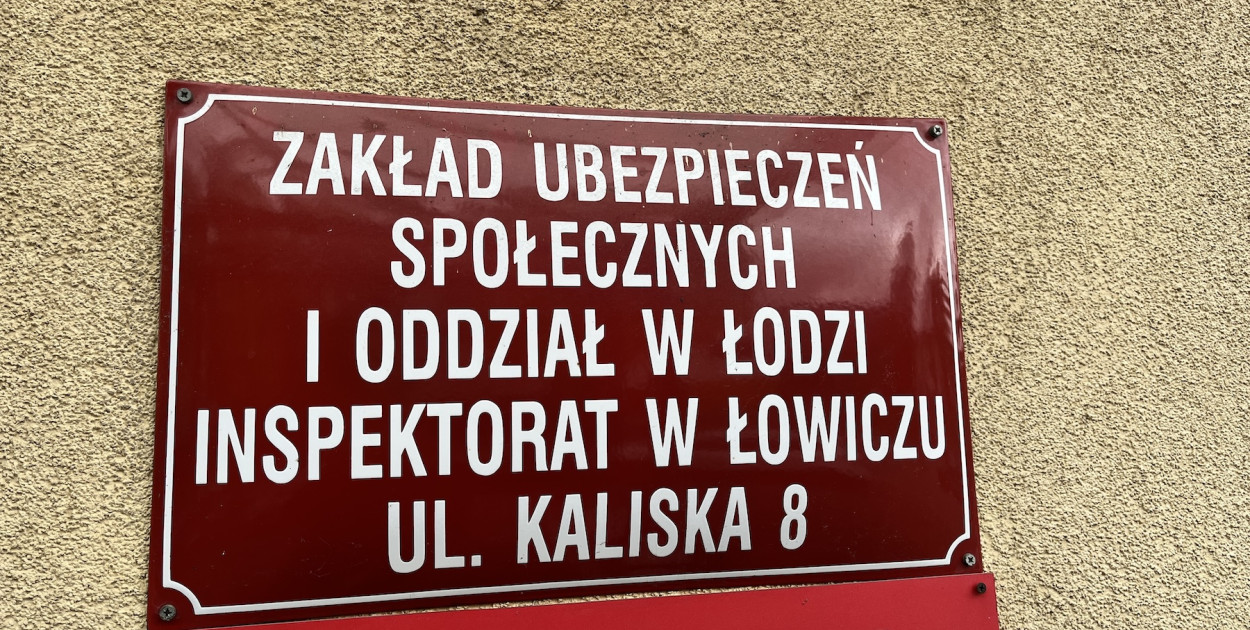 ZAKŁAD UBEZPIECZEŃ
SPOŁECZNYCH
I ODDZIAŁ W ŁODZI
INSPEKTORAT W ŁOWICZU
UL. KALISKA 8